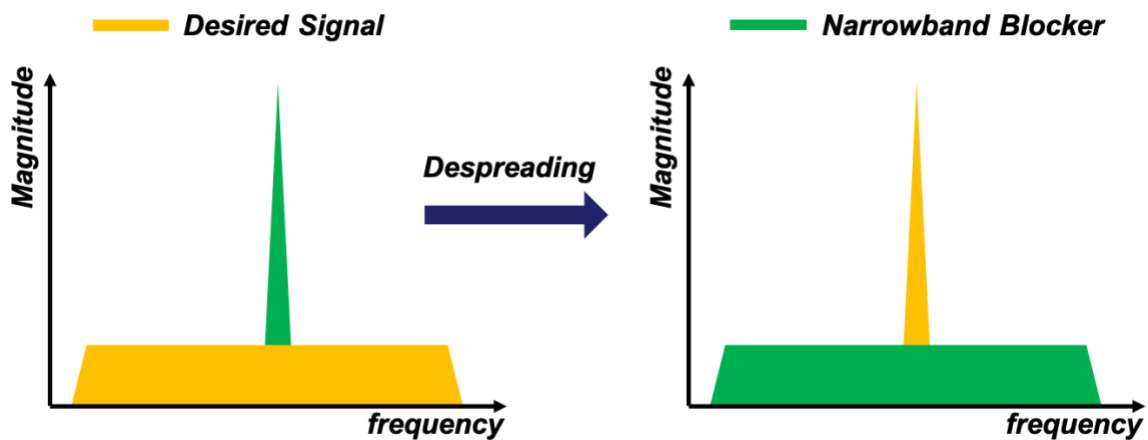 Desired Signal
Narrowband Blocker
Magnitude
Despreading
Magnitude
frequency
frequency